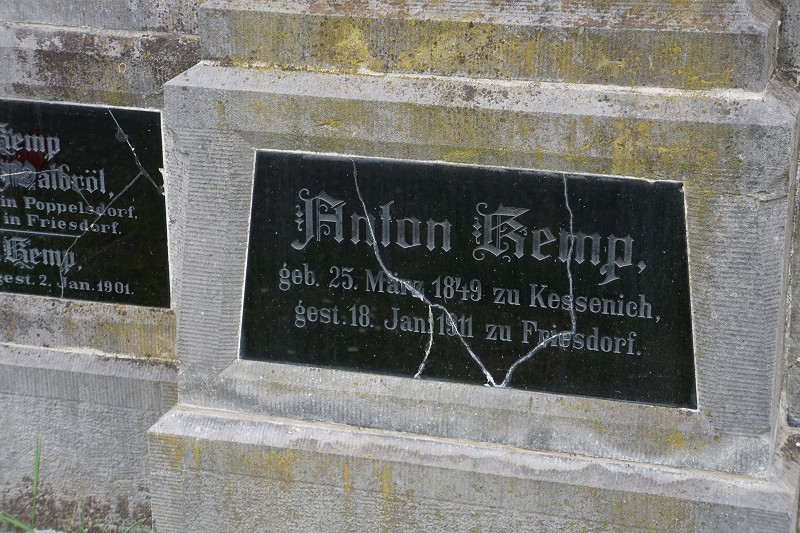 Kemp
Walbröl,
in Poppelsdorf,
in Friesdorf.
Kemp,
gest. 2. Jan. 1901.
Anton Kemp.
geb. 25. März 1849 zu Kessenich,
gest. 18. Jan. 1911 zu Friesdorf.